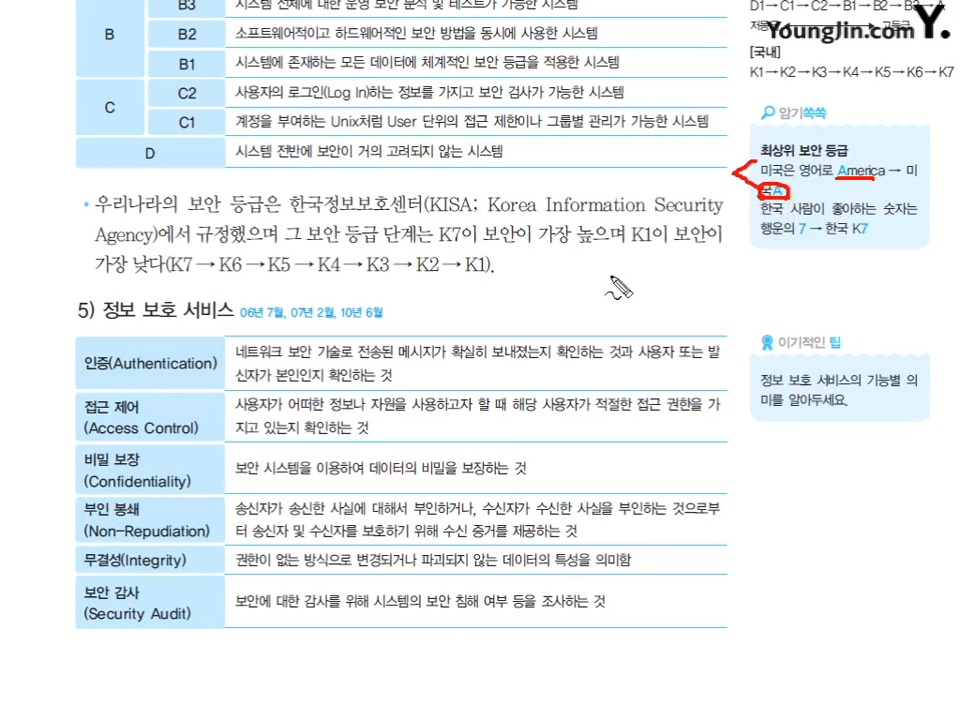 B3 시스템 전체에 대한 운영 보안 분석 및 테스트가 가능한 시스템
B
B2 소프트웨어적이고 하드웨어적인 보안 방법을 동시에 사용한 시스템
B1 시스템에 존재하는 모든 데이터에 체계적인 보안 등급을 적용한 시스템
C
C2 사용자의 로그인(Log In)하는 정보를 가지고 보안 검사가 가능한 시스템
C1 계정을 부여하는 Unix처럼 User 단위의 접근 제한이나 그룹별 관리가 가능한 시스템
D 시스템 전반에 보안이 거의 고려되지 않는 시스템
• 우리나라의 보안 등급은 한국정보보호센터(KISA; Korea Information Security
Agency)에서 규정했으며 그 보안 등급 단계는 K7이 보안이 가장 높으며 K1이 보안이
가장 낮다(K7→K6→K5→K4→K3→K2→K1).
5) 정보 보호 서비스 06년 7월, 07년 2월, 10년 6월
인증(Authentication)
네트워크 보안 기술로 전송된 메시지가 확실히 보내졌는지 확인하는 것과 사용자 또는 발
신자가 본인인지 확인하는 것
접근 제어
(Access Control)
사용자가 어떠한 정보나 자원을 사용하고자 할 때 해당 사용자가 적절한 접근 권한을 가
지고 있는지 확인하는 것
비밀 보장
(Confidentiality)
보안 시스템을 이용하여 데이터의 비밀을 보장하는 것
부인 봉쇄
(Non-Repudiation)
송신자가 송신한 사실에 대해서 부인하거나, 수신자가 수신한 사실을 부인하는 것으로부
터 송신자 및 수신자를 보호하기 위해 수신 증거를 제공하는 것
무결성(Integrity) 권한이 없는 방식으로 변경되거나 파괴되지 않는 데이터의 특성을 의미함
보안 감사
(Security Audit)
보안에 대한 감사를 위해 시스템의 보안 침해 여부 등을 조사하는 것
D1→C1→C2→B1→B2→B3→A
YoungJin.com Y.
[국내]
K1→K2→K3→K4→K5→K6→K7
암기쏙쏙
최상위 보안 등급
미국은 영어로 America → 미
국A
한국 사람이 좋아하는 숫자는
행운의 7 → 한국 K7
이기적인 팁
정보 보호 서비스의 기능별 의
미를 알아두세요.